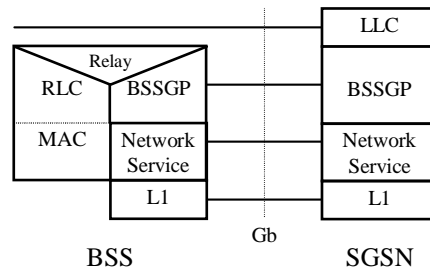 LLC
Relay
RLC
BSSGP
BSSGP
MAC
Network
Service
Network
Service
L1
L1
Gb
BSS
SGSN